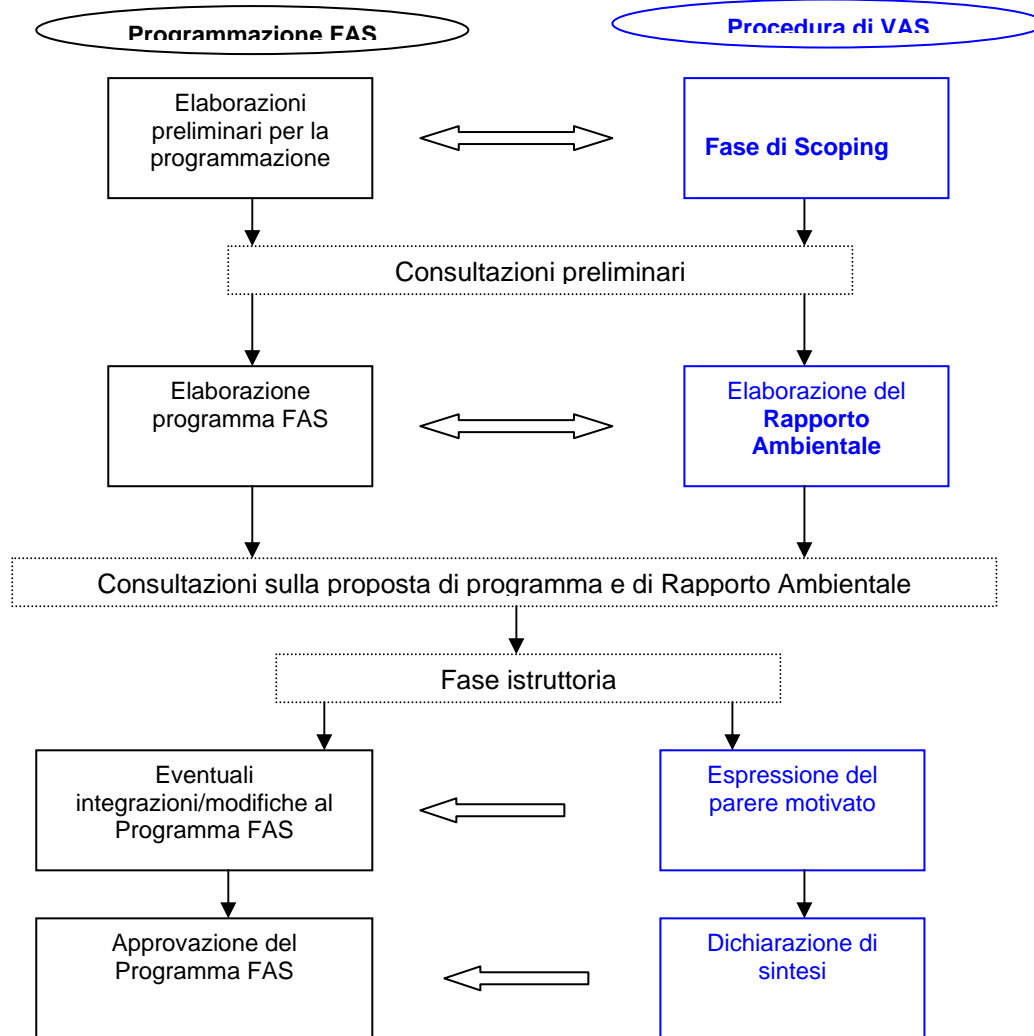 Programmazione FAS
Procedura di VAS
Elaborazioni
preliminari per la
programmazione
Fase di Scoping
Consultazioni preliminari
Elaborazione
programma FAS
Elaborazione del
Rapporto
Ambientale
Consultazioni sulla proposta di programma e di Rapporto Ambientale
Fase istruttoria
Eventuali
integrazioni/modifiche al
Programma FAS
Espressione del
parere motivato
Approvazione del
Programma FAS
Dichiarazione di
sintesi